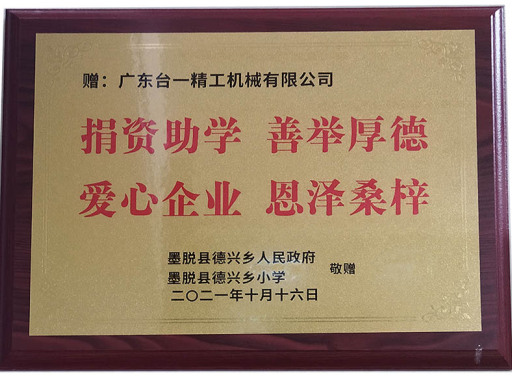 赠：广东台一精工机械有限公司
捐资助学 善举厚德
爱心企业 恩泽桑梓
墨脱县德兴乡人民政府
墨脱县德兴乡小学 敬赠
二〇二一年十月十六日